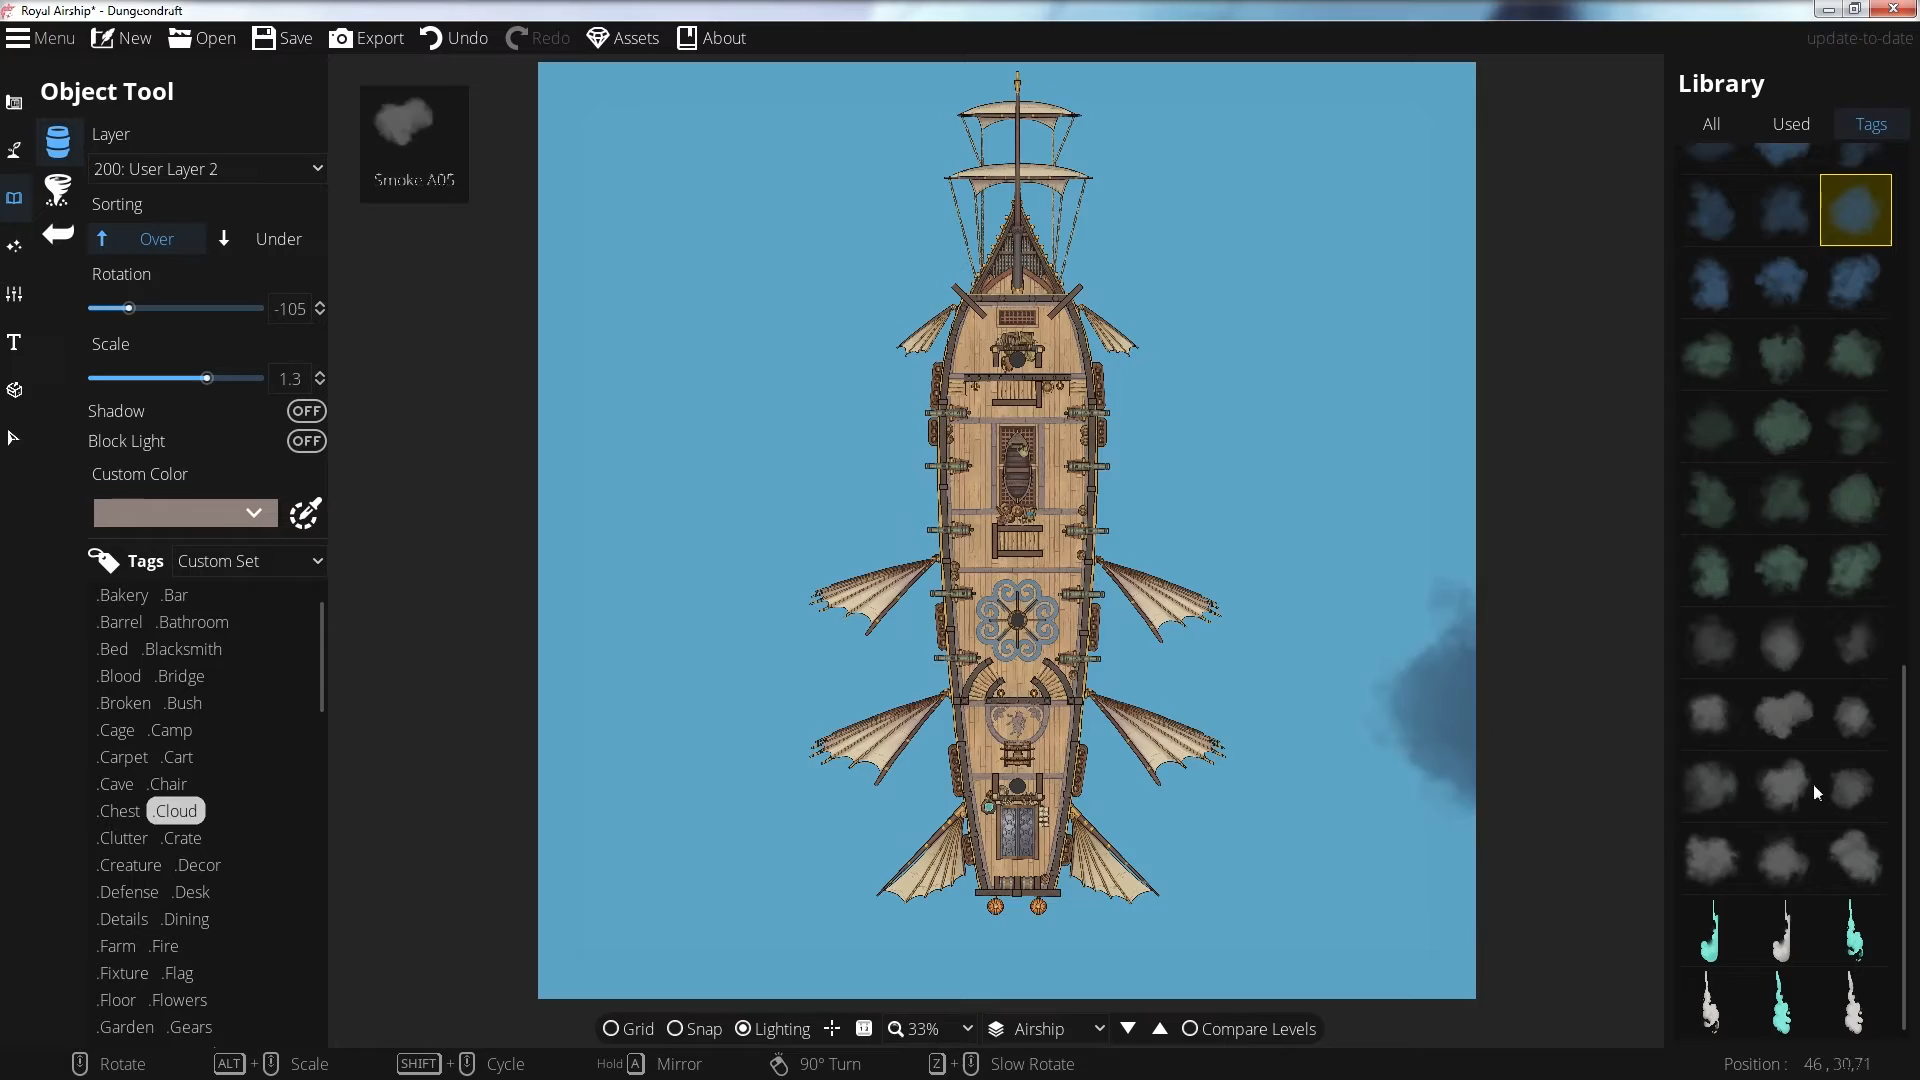 Royal Airship* - Dungeondraft
Menu New Open Save Export Undo Redo Assets About update-to-date
Object Tool
Layer
200: User Layer 2
Sorting
Over Under
Rotation
-105
Scale
1.3
Shadow OFF
Block Light OFF
Custom Color
Tags Custom Set
.Bakery .Bar
.Barrel .Bathroom
.Bed .Blacksmith
.Blood .Bridge
.Broken .Bush
.Cage .Camp
.Carpet .Cart
.Cave .Chair
.Chest .Cloud
.Clutter .Crate
.Creature .Decor
.Defense .Desk
.Details .Dining
.Farm .Fire
.Fixture .Flag
.Floor .Flowers
.Garden .Gears
Smoke A05
Library
All Used Tags
Grid Snap Lighting 33% Airship Compare Levels
Rotate ALT + Scale SHIFT + Cycle Hold A Mirror 90° Turn Z + Slow Rotate Position : 46 , 30,71